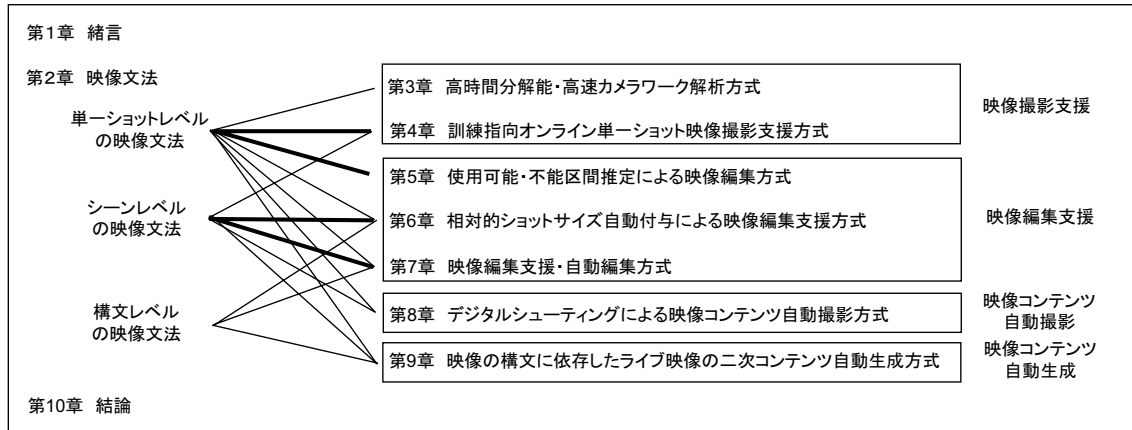 第1章 緒言
第2章 映像文法
単一ショットレベル
の映像文法
シーンレベル
の映像文法
構文レベル
の映像文法
第3章 高時間分解能・高速カメラワーク解析方式
第4章 訓練指向オンライン単一ショット映像撮影支援方式
映像撮影支援
第5章 使用可能・不能区間推定による映像編集方式
第6章 相対的ショットサイズ自動付与による映像編集支援方式
第7章 映像編集支援・自動編集方式
映像編集支援
第8章 デジタルシューティングによる映像コンテンツ自動撮影方式
映像コンテンツ
自動撮影
第9章 映像の構文に依存したライブ映像の二次コンテンツ自動生成方式
映像コンテンツ
自動生成
第10章 結論